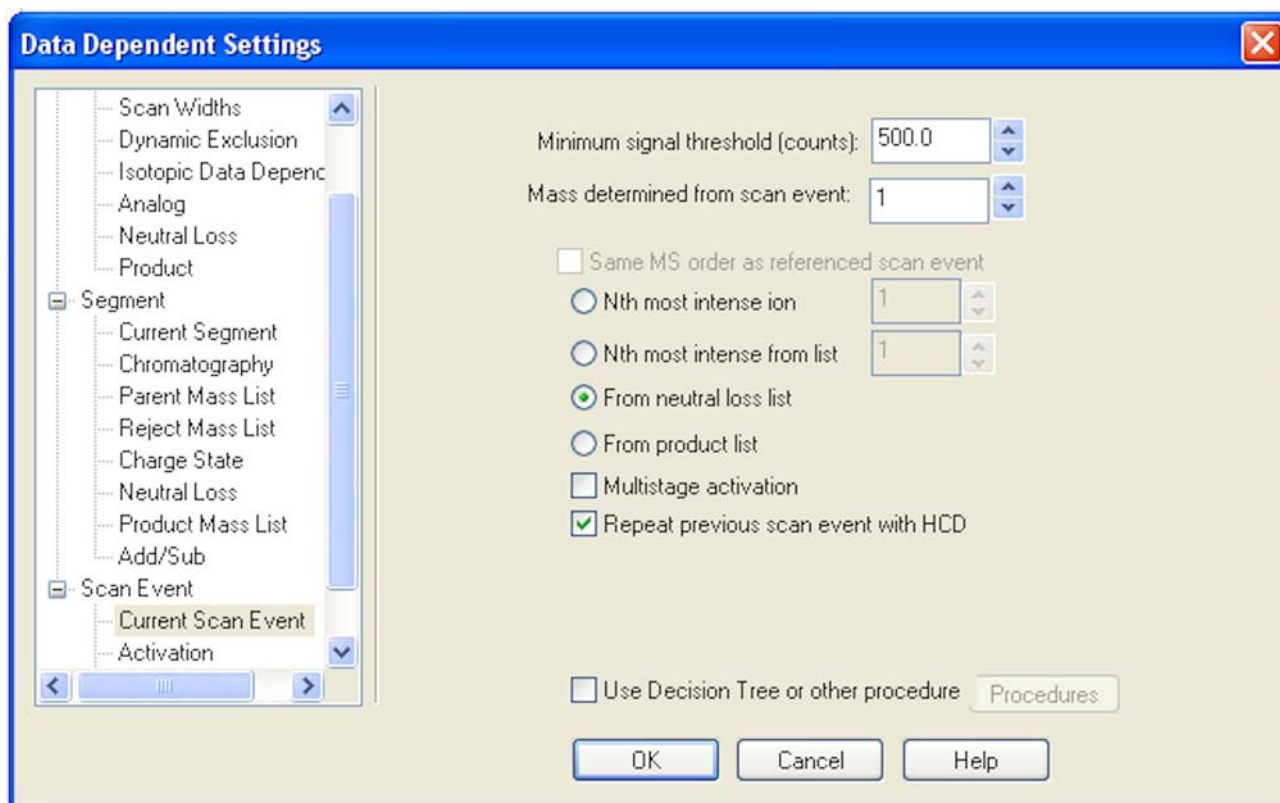 Data Dependent Settings
Scan Widths
Dynamic Exclusion
Isotopic Data Depenc
Analog
Neutral Loss
Product
Segment
Current Segment
Chromatography
Parent Mass List
Reject Mass List
Charge State
Neutral Loss
Product Mass List
Add/Sub
Scan Event
Current Scan Event
Activation
Minimum signal threshold (counts): 500.0
Mass determined from scan event: 1
Same MS order as referenced scan event
Nth most intense ion 1
Nth most intense from list 1
From neutral loss list
From product list
Multistage activation
Repeat previous scan event with HCD
Use Decision Tree or other procedure Procedures
OK Cancel Help